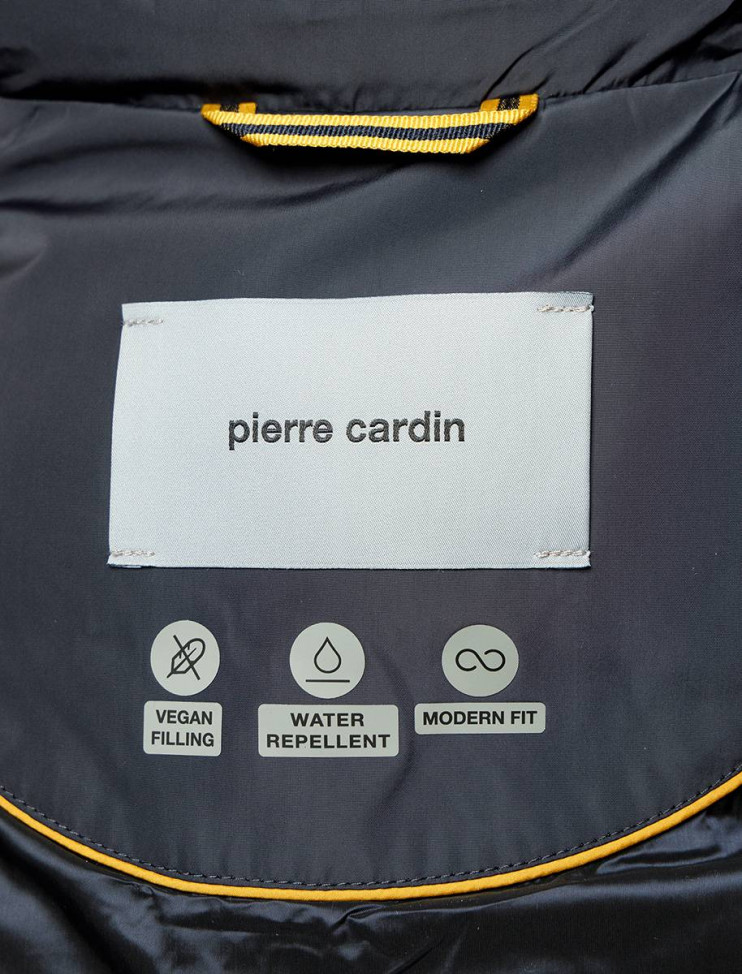 pierre cardin
VEGAN
FILLING
WATER
REPELLENT
MODERN FIT